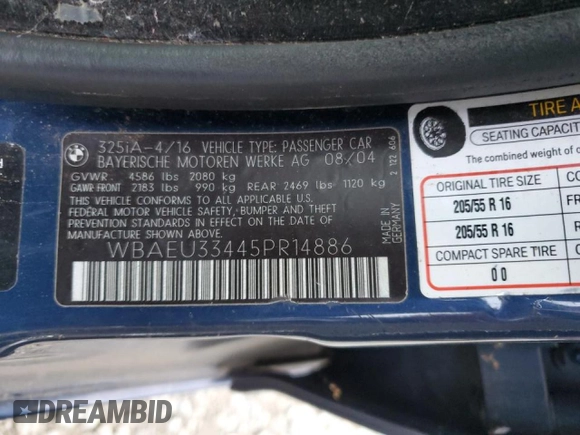 325iA-4/16 VEHICLE TYPE: PASSENGER CAR
BAYERISCHE MOTOREN WERKE AG 08/04
GVWR: 4586 lbs 2080 kg
GAWR FRONT 2183 lbs 990 kg REAR 2469 lbs 1120 kg
THIS VEHICLE CONFORMS TO ALL APPLICABLE U.S.
FEDERAL MOTOR VEHICLE SAFETY, BUMPER AND THEFT
PREVENTION STANDARDS IN EFFECT ON THE DATE OF
MANUFACTURE SHOWN ABOVE.
WBAEU33445PR14886
MADE IN
GERMANY
2 122 604
TIRE A
SEATING CAPACIT
The combined weight of
ORIGINAL TIRE SIZE
205/55 R 16
205/55 R 16
COMPACT SPARE TIRE
00
DREAMBID